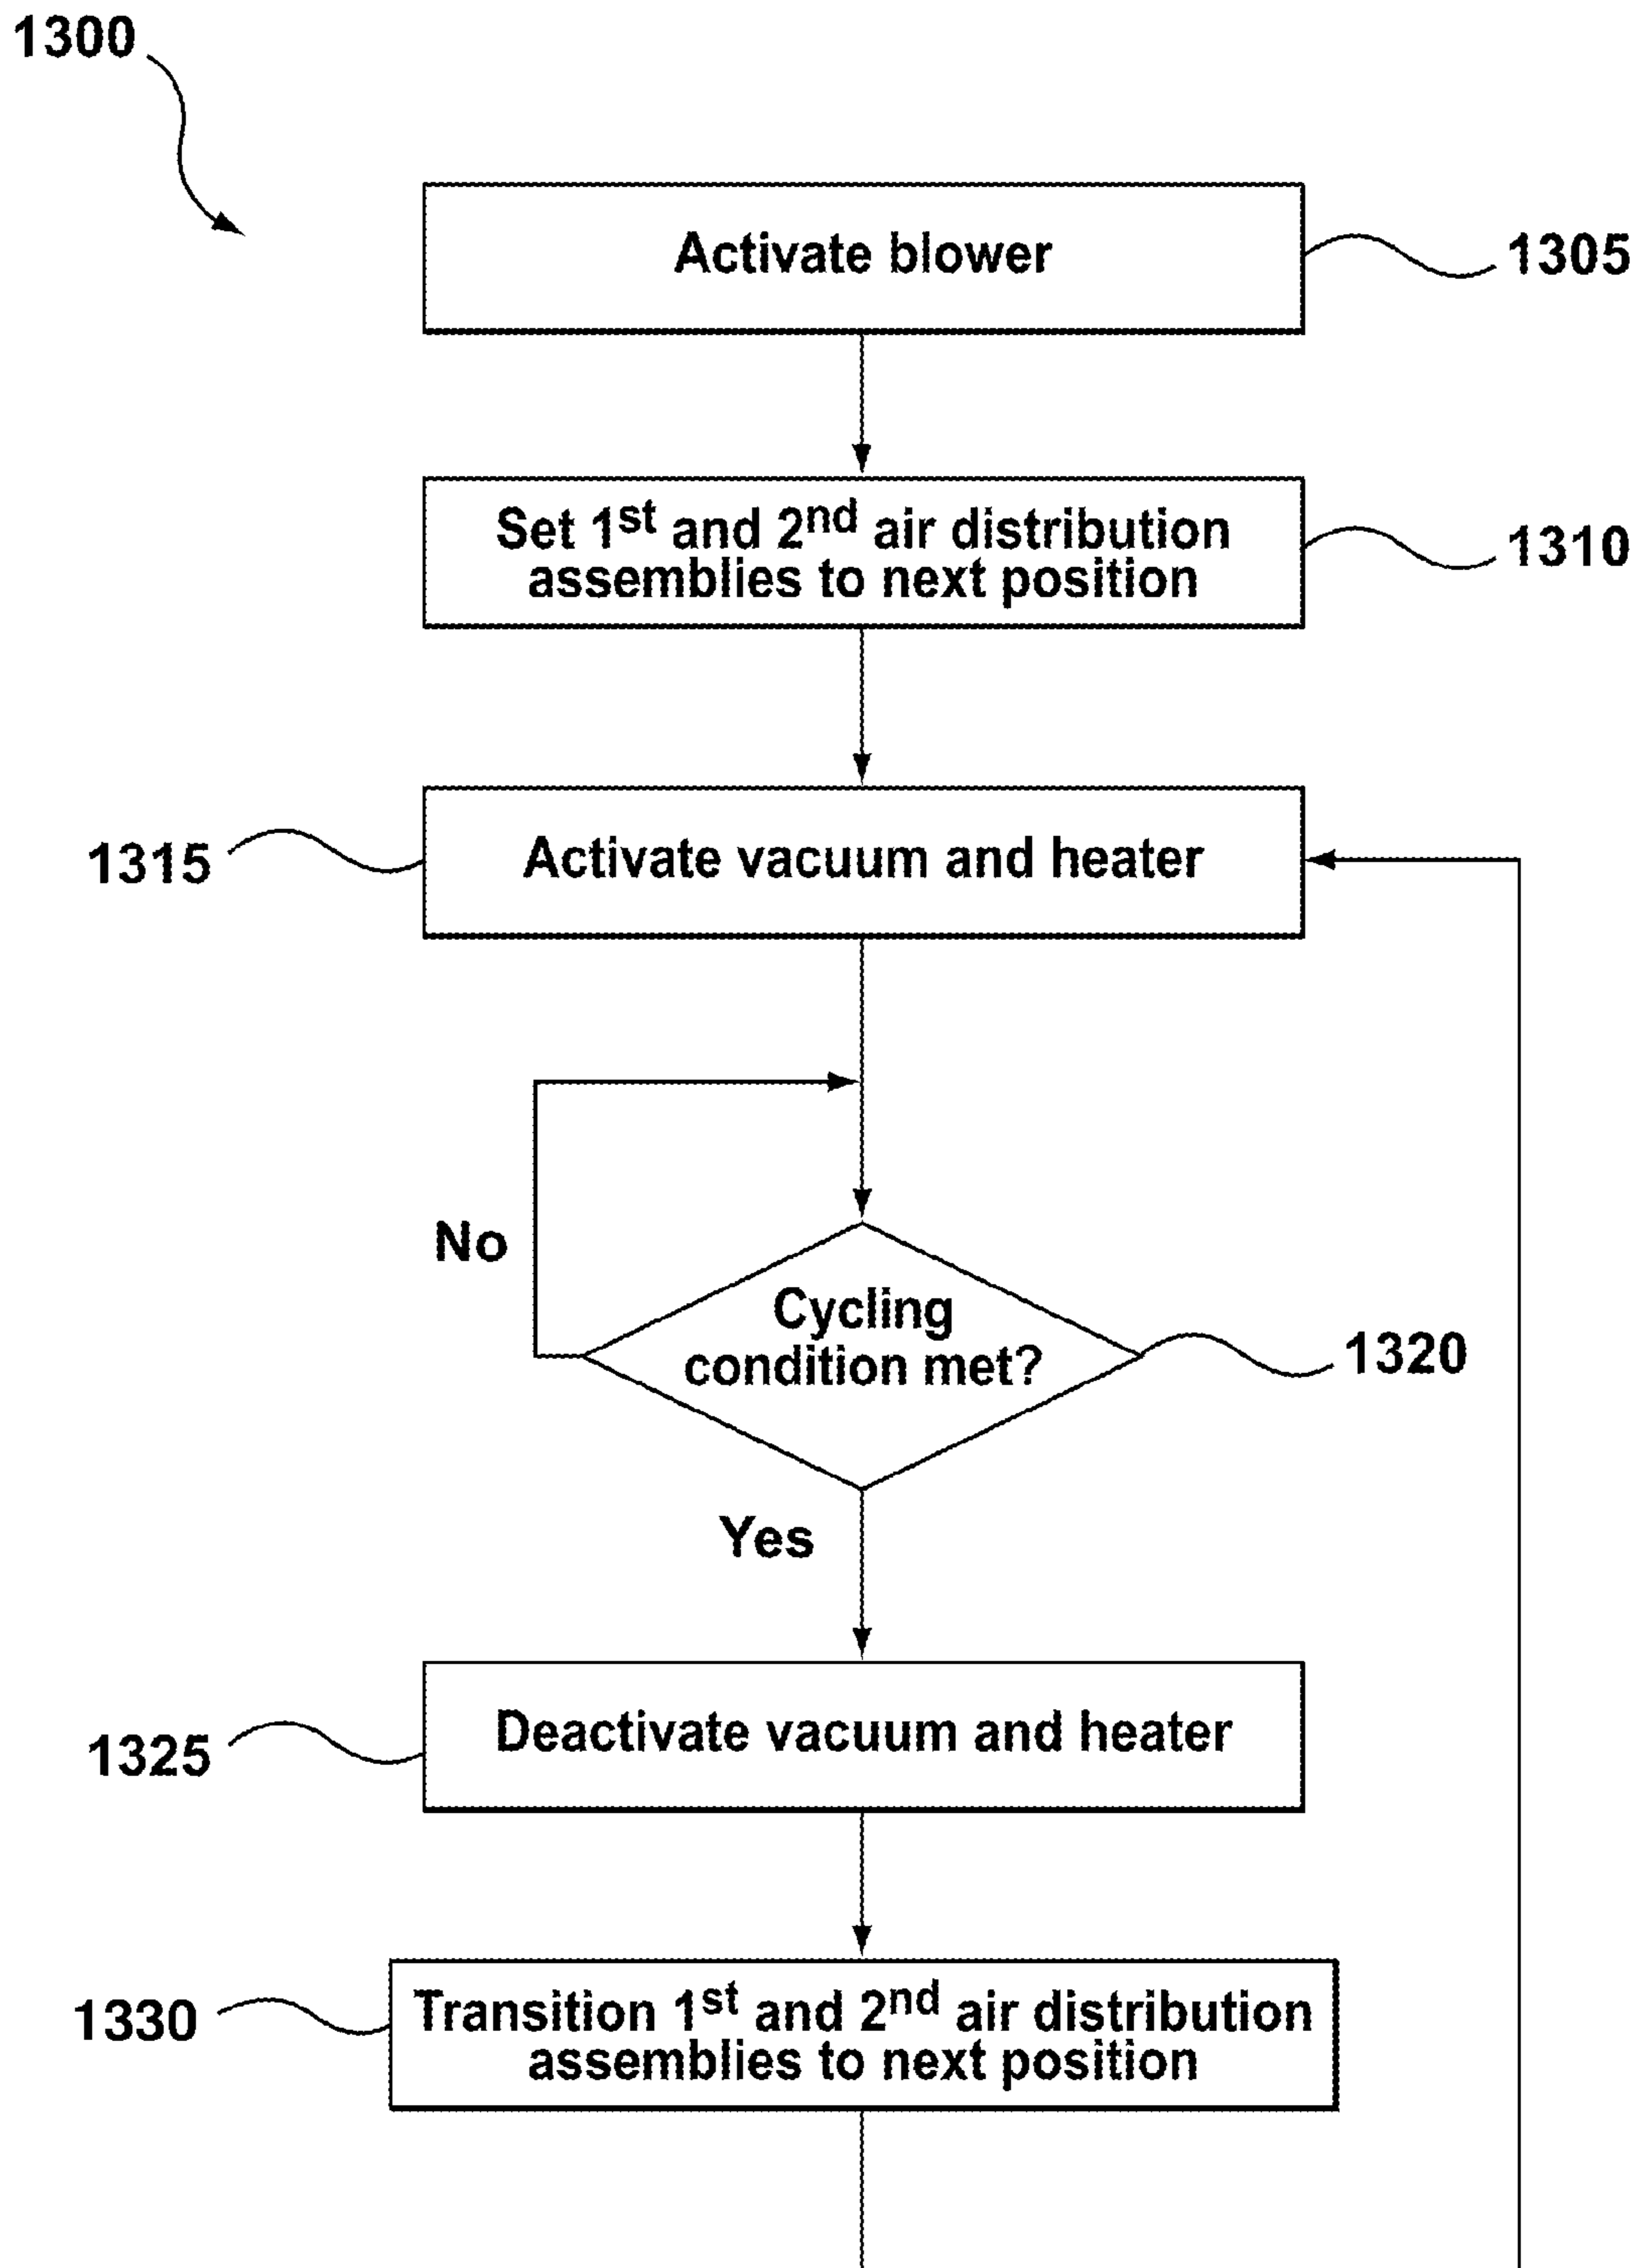 1300
Activate blower
1305
Set 1st and 2nd air distribution
assemblies to next position
1310
Activate vacuum and heater
1315
No
Cycling
condition met?
1320
Yes
Deactivate vacuum and heater
1325
Transition 1st and 2nd air distribution
assemblies to next position
1330